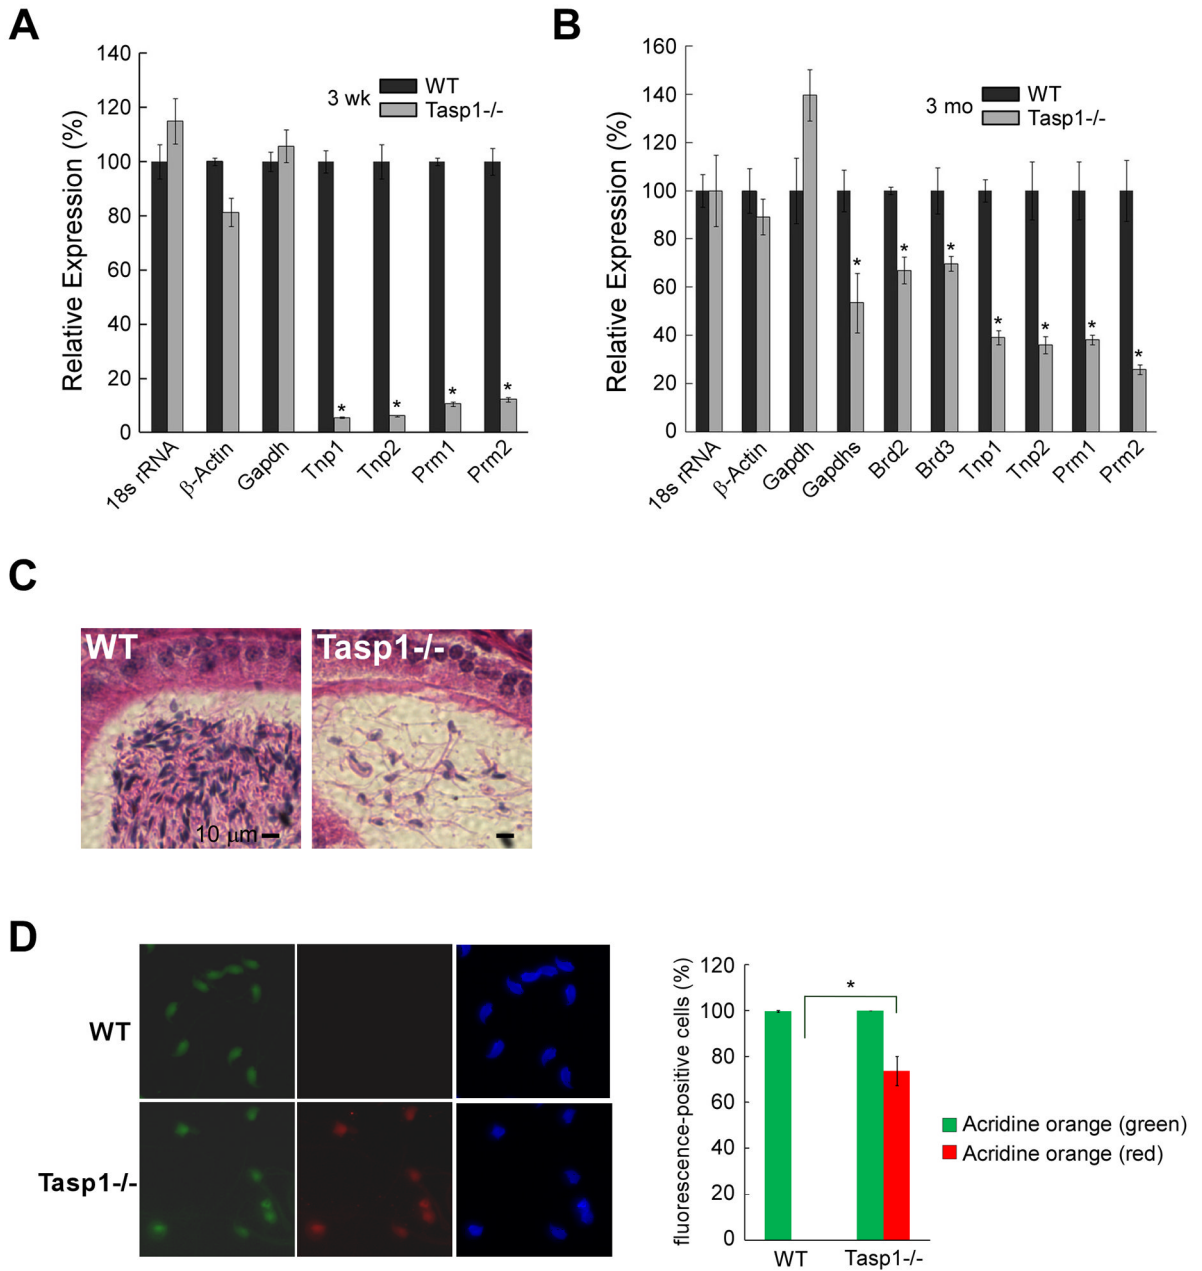 A
Relative Expression (%)
140
120
100
80
60
40
20
0
3 wk
WT
Tasp1-/-
18s rRNA
β-Actin
Gapdh
Tnp1
Tnp2
Prm1
Prm2
*
*
*
*
B
Relative Expression (%)
160
140
120
100
80
60
40
20
0
3 mo
WT
Tasp1-/-
18s rRNA
β-Actin
Gapdh
Gapdhs
Brd2
Brd3
Tnp1
Tnp2
Prm1
Prm2
*
*
*
*
*
*
*
C
WT
10 μm
Tasp1-/-
D
WT
Tasp1-/-
fluorescence-positive cells (%)
120
100
80
60
40
20
0
*
WT
Tasp1-/-
Acridine orange (green)
Acridine orange (red)